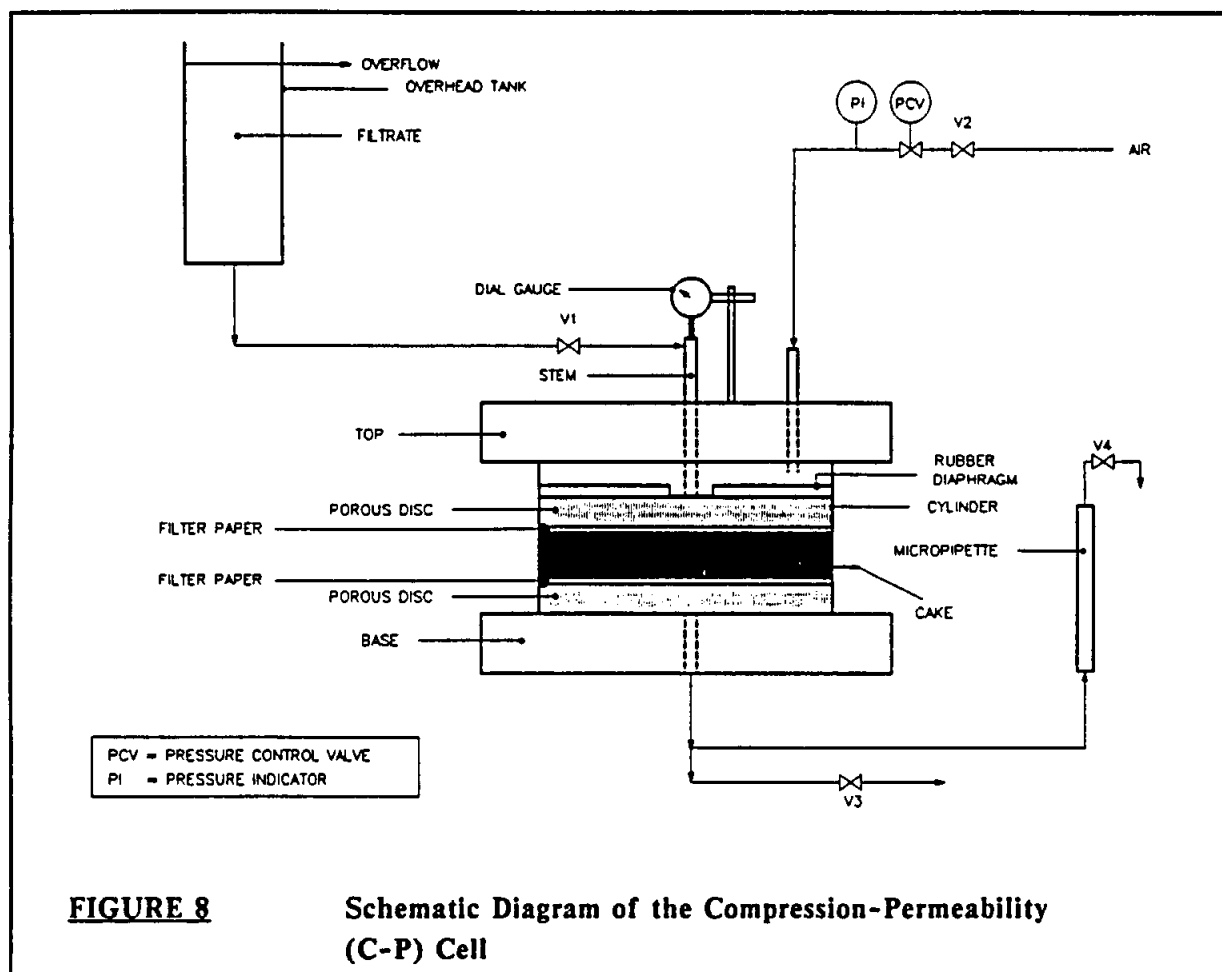 OVERFLOW
OVERHEAD TANK
FILTRATE
PI
PCV
V2
AIR
DIAL GAUGE
V1
STEM
TOP
V4
RUBBER
DIAPHRAGM
POROUS DISC
CYLINDER
FILTER PAPER
MICROPIPETTE
FILTER PAPER
POROUS DISC
CAKE
BASE
PCV = PRESSURE CONTROL VALVE
PI = PRESSURE INDICATOR
V3
FIGURE 8 Schematic Diagram of the Compression-Permeability
(C-P) Cell